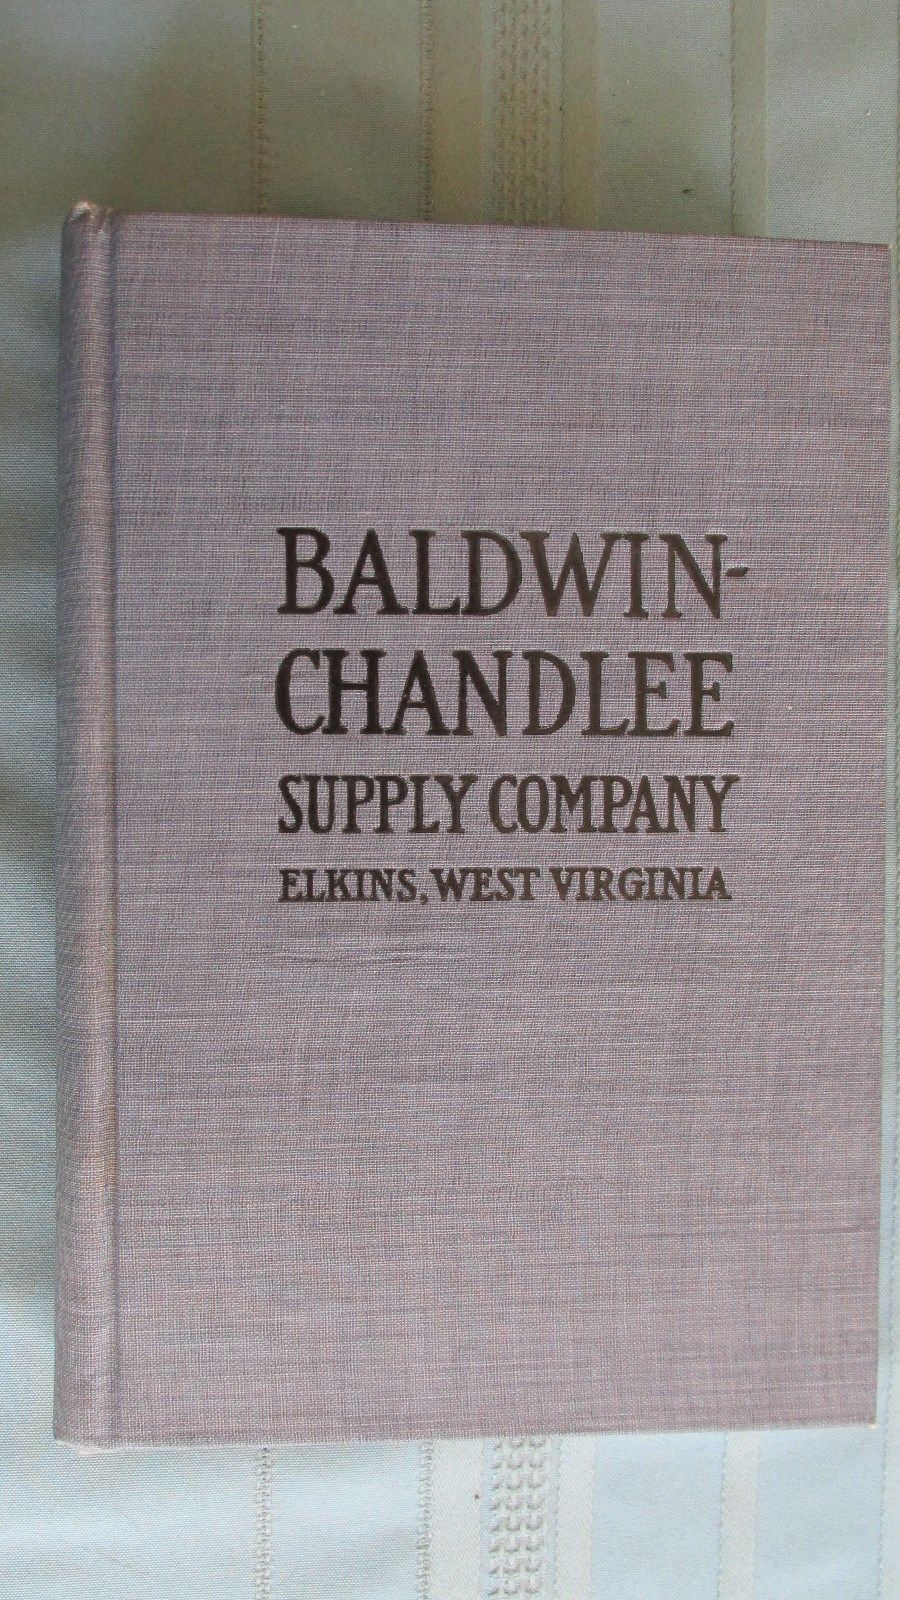 BALDWIN-
CHANDLEE
SUPPLY COMPANY
ELKINS, WEST VIRGINIA